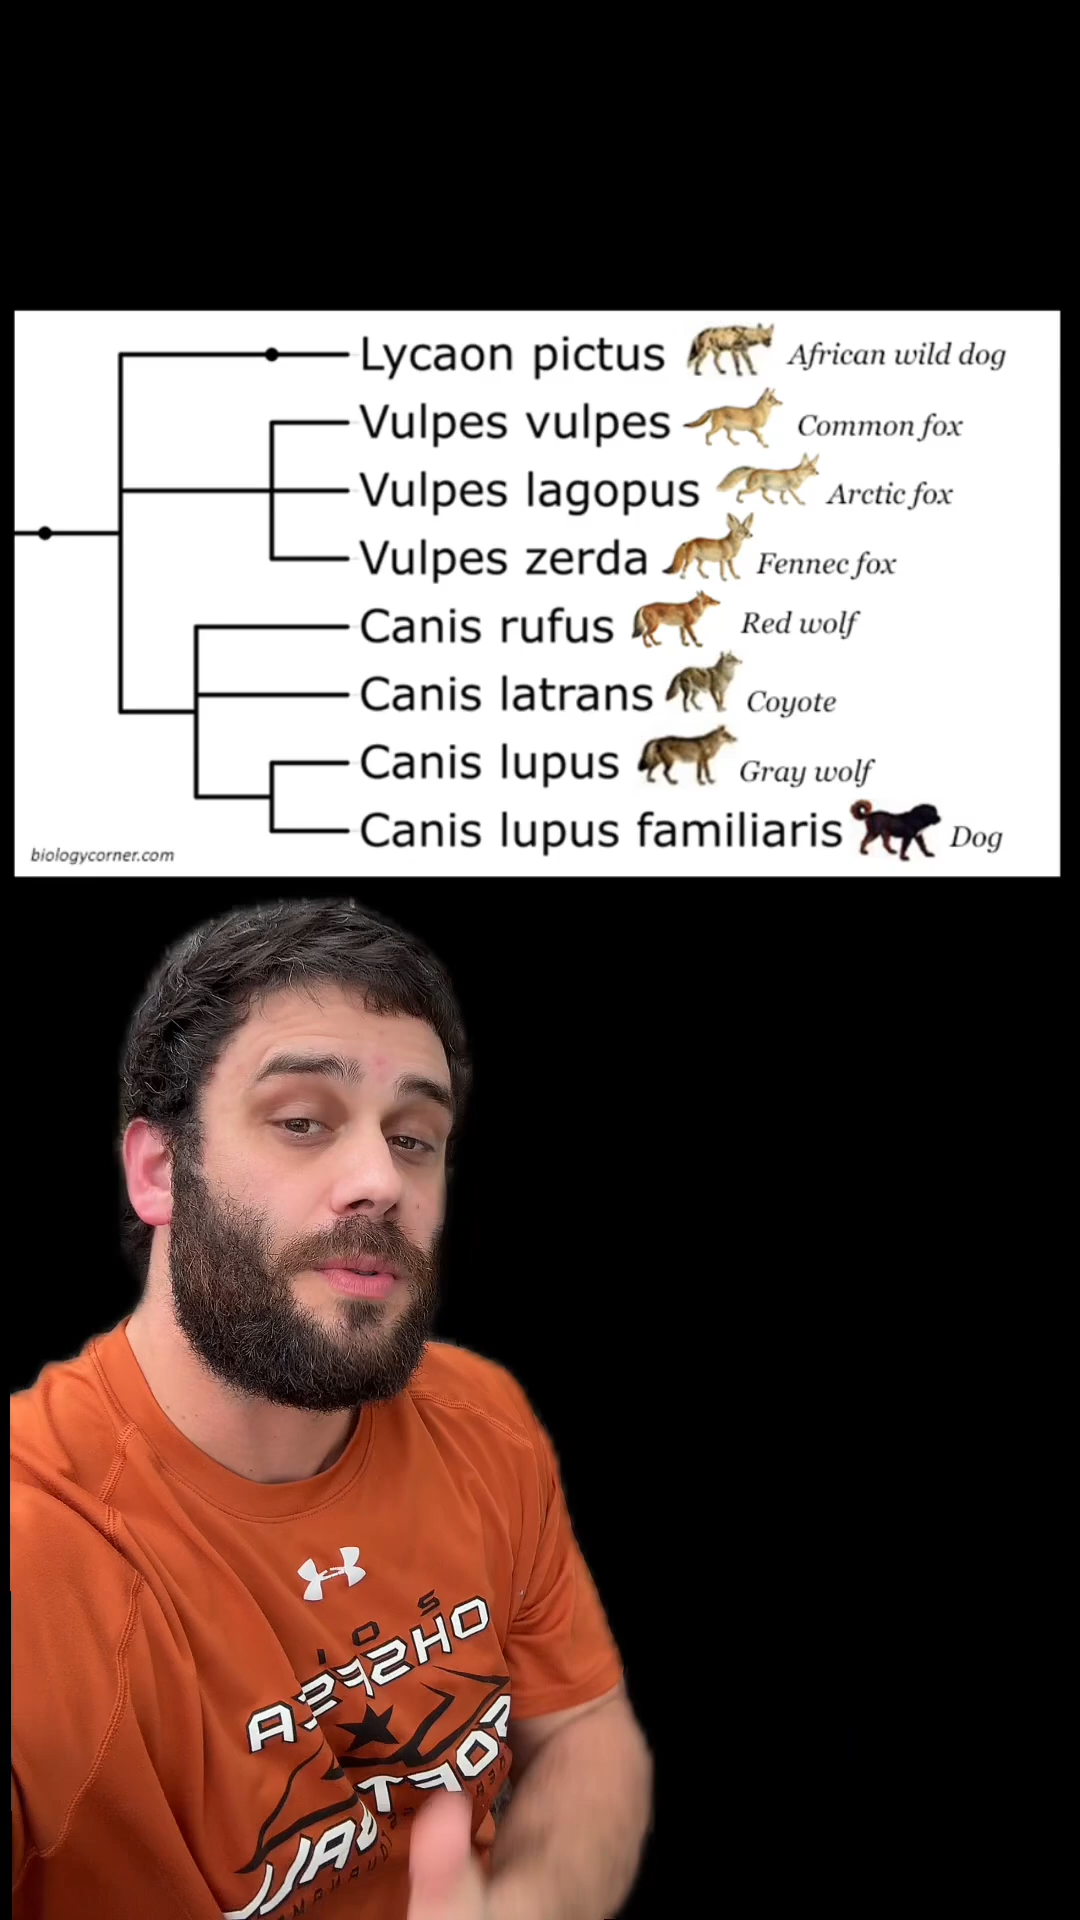 Lycaon pictus African wild dog
Vulpes vulpes Common fox
Vulpes lagopus Arctic fox
Vulpes zerda Fennec fox
Canis rufus Red wolf
Canis latrans Coyote
Canis lupus Gray wolf
Canis lupus familiaris Dog
biologycorner.com